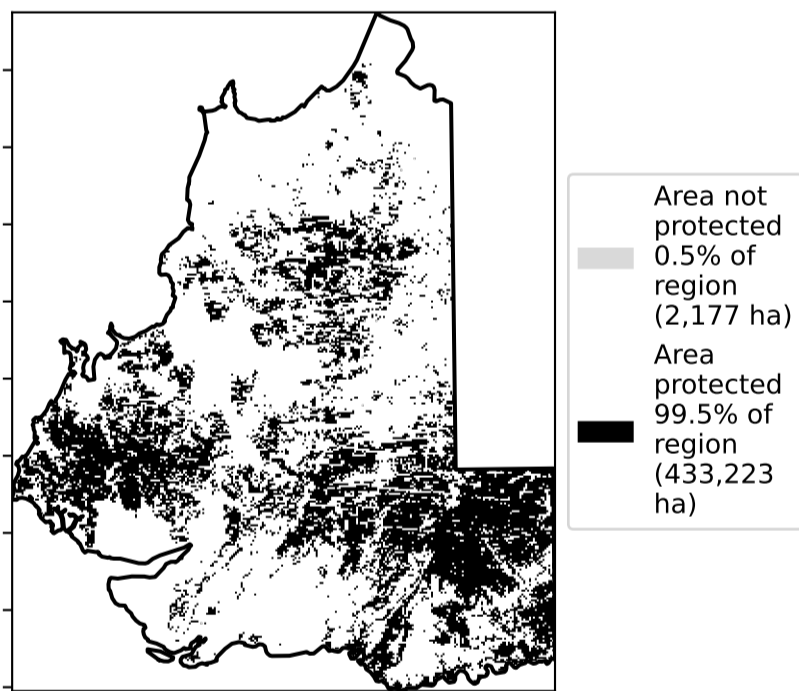 Area not
protected
0.5% of
region
(2,177 ha)
Area
protected
99.5% of
region
(433,223
ha)